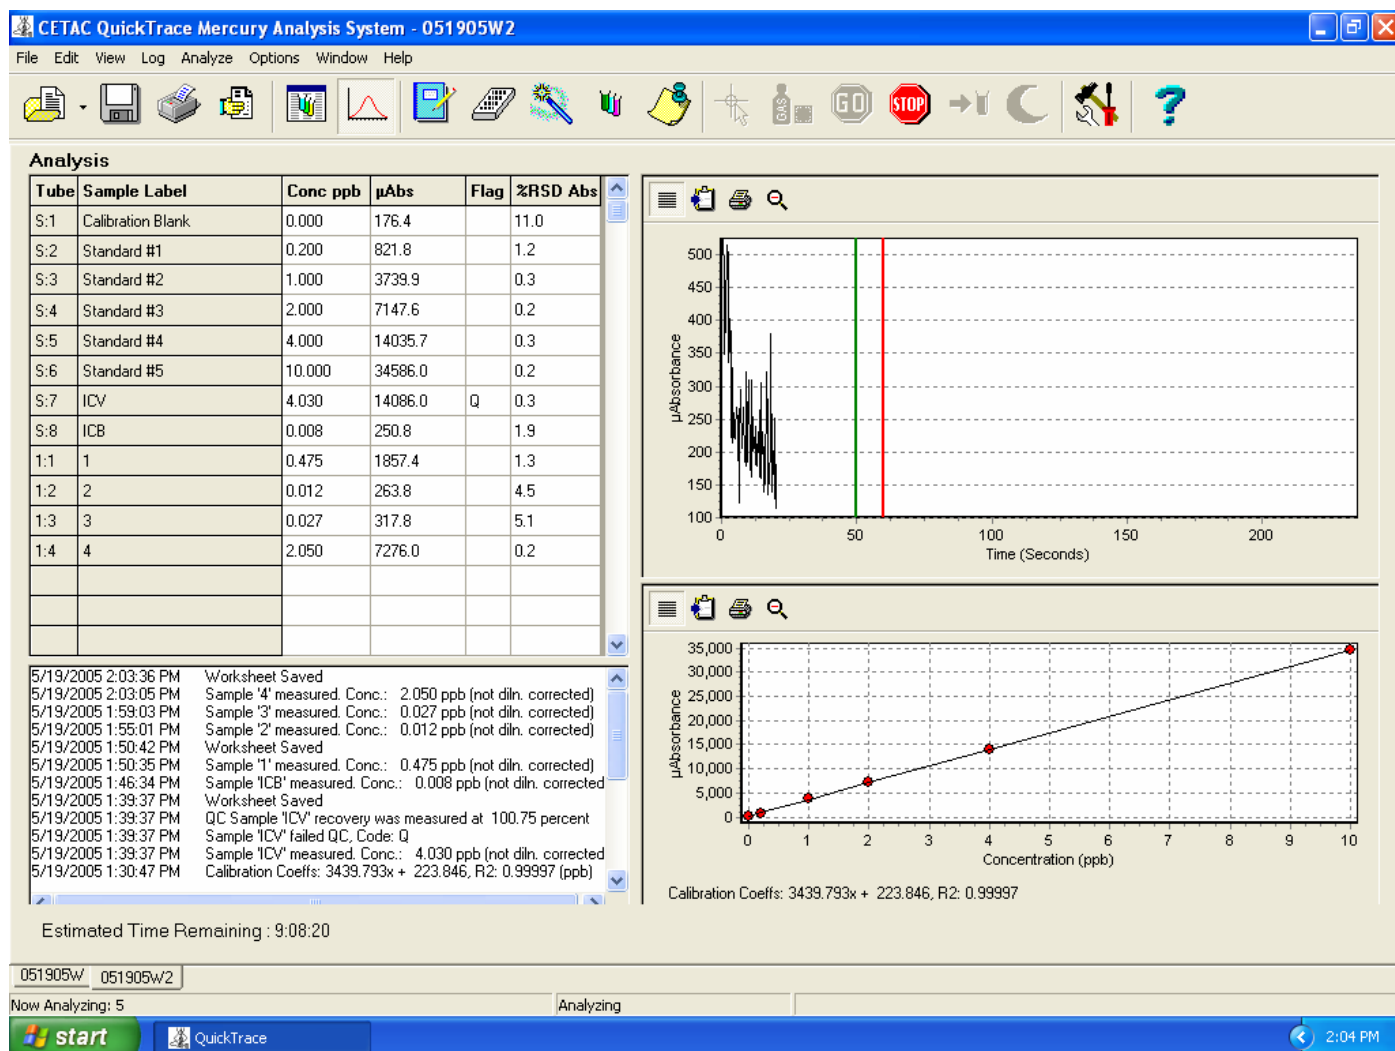 CETAC QuickTrace Mercury Analysis System - 051905W2
File Edit View Log Analyze Options Window Help
GAS GO STOP
Analysis
Tube Sample Label Conc ppb µAbs Flag %RSD Abs
S:1 Calibration Blank 0.000 176.4 11.0
S:2 Standard #1 0.200 821.8 1.2
S:3 Standard #2 1.000 3739.9 0.3
S:4 Standard #3 2.000 7147.6 0.2
S:5 Standard #4 4.000 14035.7 0.3
S:6 Standard #5 10.000 34586.0 0.2
S:7 ICV 4.030 14086.0 Q 0.3
S:8 ICB 0.008 250.8 1.9
1:1 1 0.475 1857.4 1.3
1:2 2 0.012 263.8 4.5
1:3 3 0.027 317.8 5.1
1:4 4 2.050 7276.0 0.2
5/19/2005 2:03:36 PM Worksheet Saved
5/19/2005 2:03:05 PM Sample '4' measured. Conc.: 2.050 ppb (not diln. corrected)
5/19/2005 1:59:03 PM Sample '3' measured. Conc.: 0.027 ppb (not diln. corrected)
5/19/2005 1:55:01 PM Sample '2' measured. Conc.: 0.012 ppb (not diln. corrected)
5/19/2005 1:50:42 PM Worksheet Saved
5/19/2005 1:50:35 PM Sample '1' measured. Conc.: 0.475 ppb (not diln. corrected)
5/19/2005 1:46:34 PM Sample 'ICB' measured. Conc.: 0.008 ppb (not diln. corrected
5/19/2005 1:39:37 PM Worksheet Saved
5/19/2005 1:39:37 PM QC Sample 'ICV' recovery was measured at 100.75 percent
5/19/2005 1:39:37 PM Sample 'ICV' failed QC, Code: Q
5/19/2005 1:39:37 PM Sample 'ICV' measured. Conc.: 4.030 ppb (not diln. corrected
5/19/2005 1:30:47 PM Calibration Coeffs: 3439.793x + 223.846, R2: 0.99997 (ppb)
Estimated Time Remaining : 9:08:20
µAbsorbance
500
450
400
350
300
250
200
150
100
0 50 100 150 200
Time (Seconds)
µAbsorbance
35,000
30,000
25,000
20,000
15,000
10,000
5,000
0
0 1 2 3 4 5 6 7 8 9 10
Concentration (ppb)
Calibration Coeffs: 3439.793x + 223.846, R2: 0.99997
051905W 051905W2
Now Analyzing: 5 Analyzing
start QuickTrace 2:04 PM